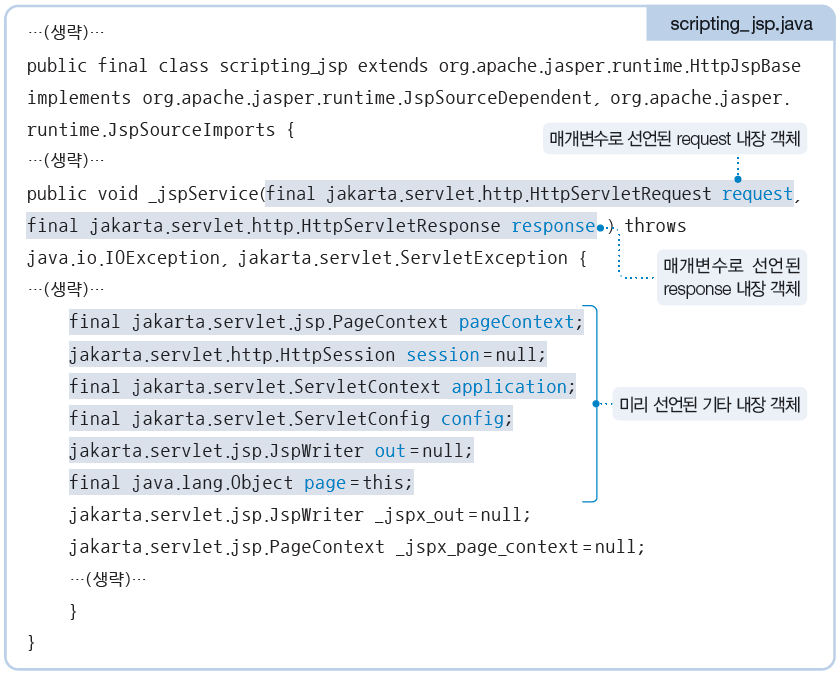 scripting_jsp.java
…(생략)…
public final class scripting_jsp extends org.apache.jasper.runtime.HttpJspBase
implements org.apache.jasper.runtime.JspSourceDependent, org.apache.jasper.
runtime.JspSourceImports {
매개변수로 선언된 request 내장 객체
…(생략)…
public void _jspService(final jakarta.servlet.http.HttpServletRequest request,
final jakarta.servlet.http.HttpServletResponse response ) throws
java.io.IOException, jakarta.servlet.ServletException {
매개변수로 선언된
response 내장 객체
…(생략)…
final jakarta.servlet.jsp.PageContext pageContext;
jakarta.servlet.http.HttpSession session=null;
final jakarta.servlet.ServletContext application;
미리 선언된 기타 내장 객체
final jakarta.servlet.ServletConfig config;
jakarta.servlet.jsp.JspWriter out=null;
final java.lang.Object page=this;
jakarta.servlet.jsp.JspWriter _jspx_out=null;
jakarta.servlet.jsp.PageContext _jspx_page_context=null;
…(생략)…
}
}